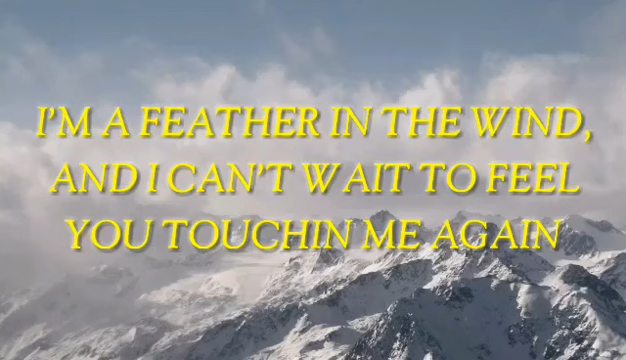 I'M A FEATHER IN THE WIND,
AND I CAN'T WAIT TO FEEL
YOU TOUCHIN ME AGAIN